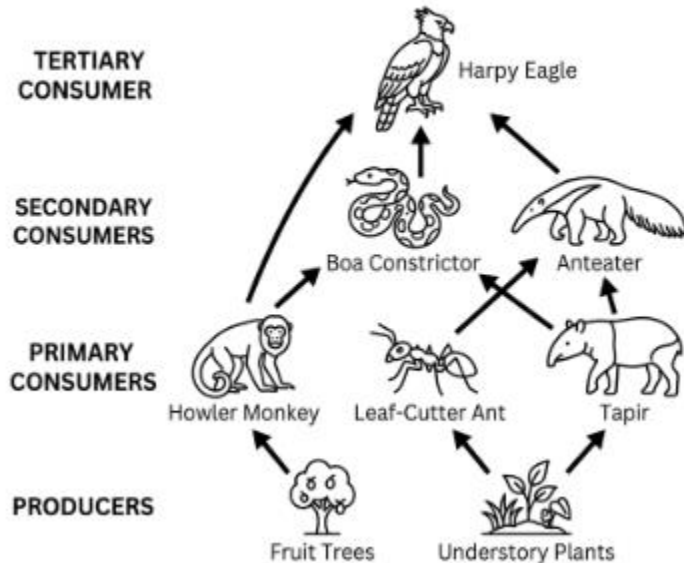 TERTIARY
CONSUMER
Harpy Eagle
SECONDARY
CONSUMERS
Boa Constrictor
Anteater
PRIMARY
CONSUMERS
Howler Monkey
Leaf-Cutter Ant
Tapir
PRODUCERS
Fruit Trees
Understory Plants